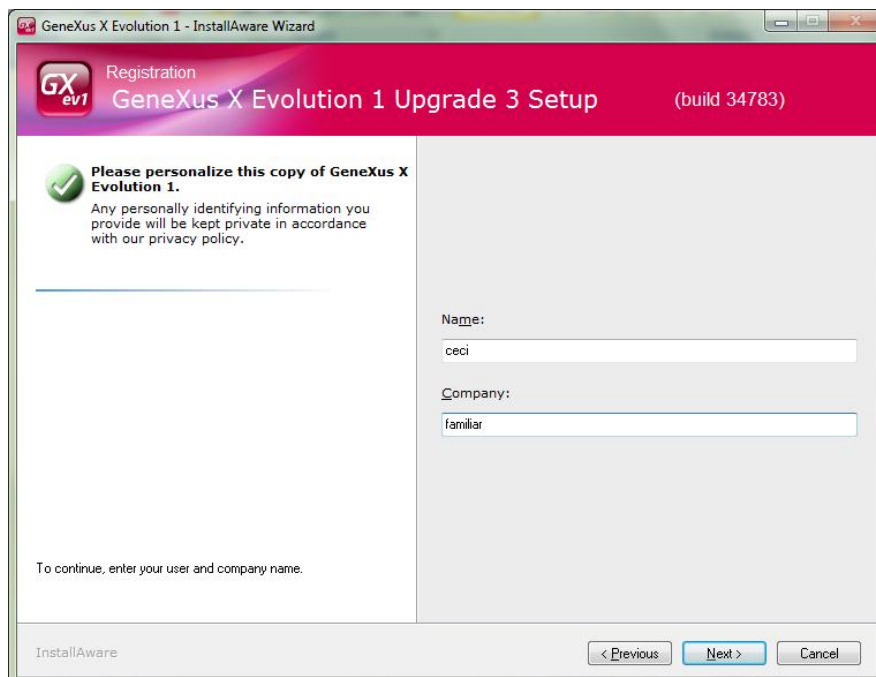 GeneXus X Evolution 1 - InstallAware Wizard
GX
ev1
Registration
GeneXus X Evolution 1 Upgrade 3 Setup
(build 34783)
Please personalize this copy of GeneXus X
Evolution 1.
Any personally identifying information you
provide will be kept private in accordance
with our privacy policy.
Name:
ceci
Company:
familiar
To continue, enter your user and company name.
InstallAware
< Previous
Next >
Cancel